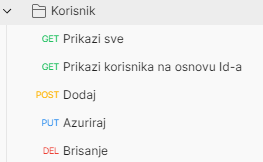 Korisnik
GET Prikazi sve
GET Prikazi korisnika na osnovu Id-a
POST Dodaj
PUT Azuriraj
DEL Brisanje